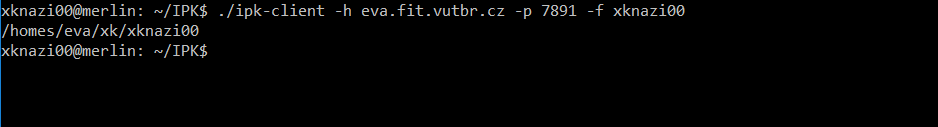 xknazi00@merlin: ~/IPK$ ./ipk-client -h eva.fit.vutbr.cz -p 7891 -f xknazi00
/homes/eva/xk/xknazi00
xknazi00@merlin: ~/IPK$